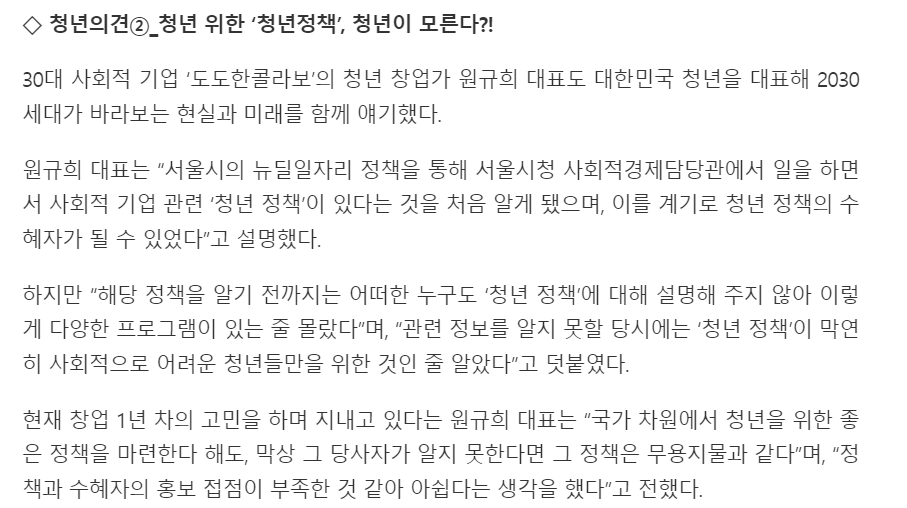 ◇ 청년의견②_청년 위한 ‘청년정책’, 청년이 모른다?!
30대 사회적 기업 ‘도도한콜라보’의 청년 창업가 원규희 대표도 대한민국 청년을 대표해 2030
세대가 바라보는 현실과 미래를 함께 얘기했다.
원규희 대표는 “서울시의 뉴딜일자리 정책을 통해 서울시청 사회적경제담당관에서 일을 하면
서 사회적 기업 관련 ‘청년 정책’이 있다는 것을 처음 알게 됐으며, 이를 계기로 청년 정책의 수
혜자가 될 수 있었다”고 설명했다.
하지만 “해당 정책을 알기 전까지는 어떠한 누구도 ‘청년 정책’에 대해 설명해 주지 않아 이렇
게 다양한 프로그램이 있는 줄 몰랐다”며, “관련 정보를 알지 못할 당시에는 ‘청년 정책’이 막연
히 사회적으로 어려운 청년들만을 위한 것인 줄 알았다”고 덧붙였다.
현재 창업 1년 차의 고민을 하며 지내고 있다는 원규희 대표는 “국가 차원에서 청년을 위한 좋
은 정책을 마련한다 해도, 막상 그 당사자가 알지 못한다면 그 정책은 무용지물과 같다”며, “정
책과 수혜자의 홍보 접점이 부족한 것 같아 아쉽다는 생각을 했다”고 전했다.